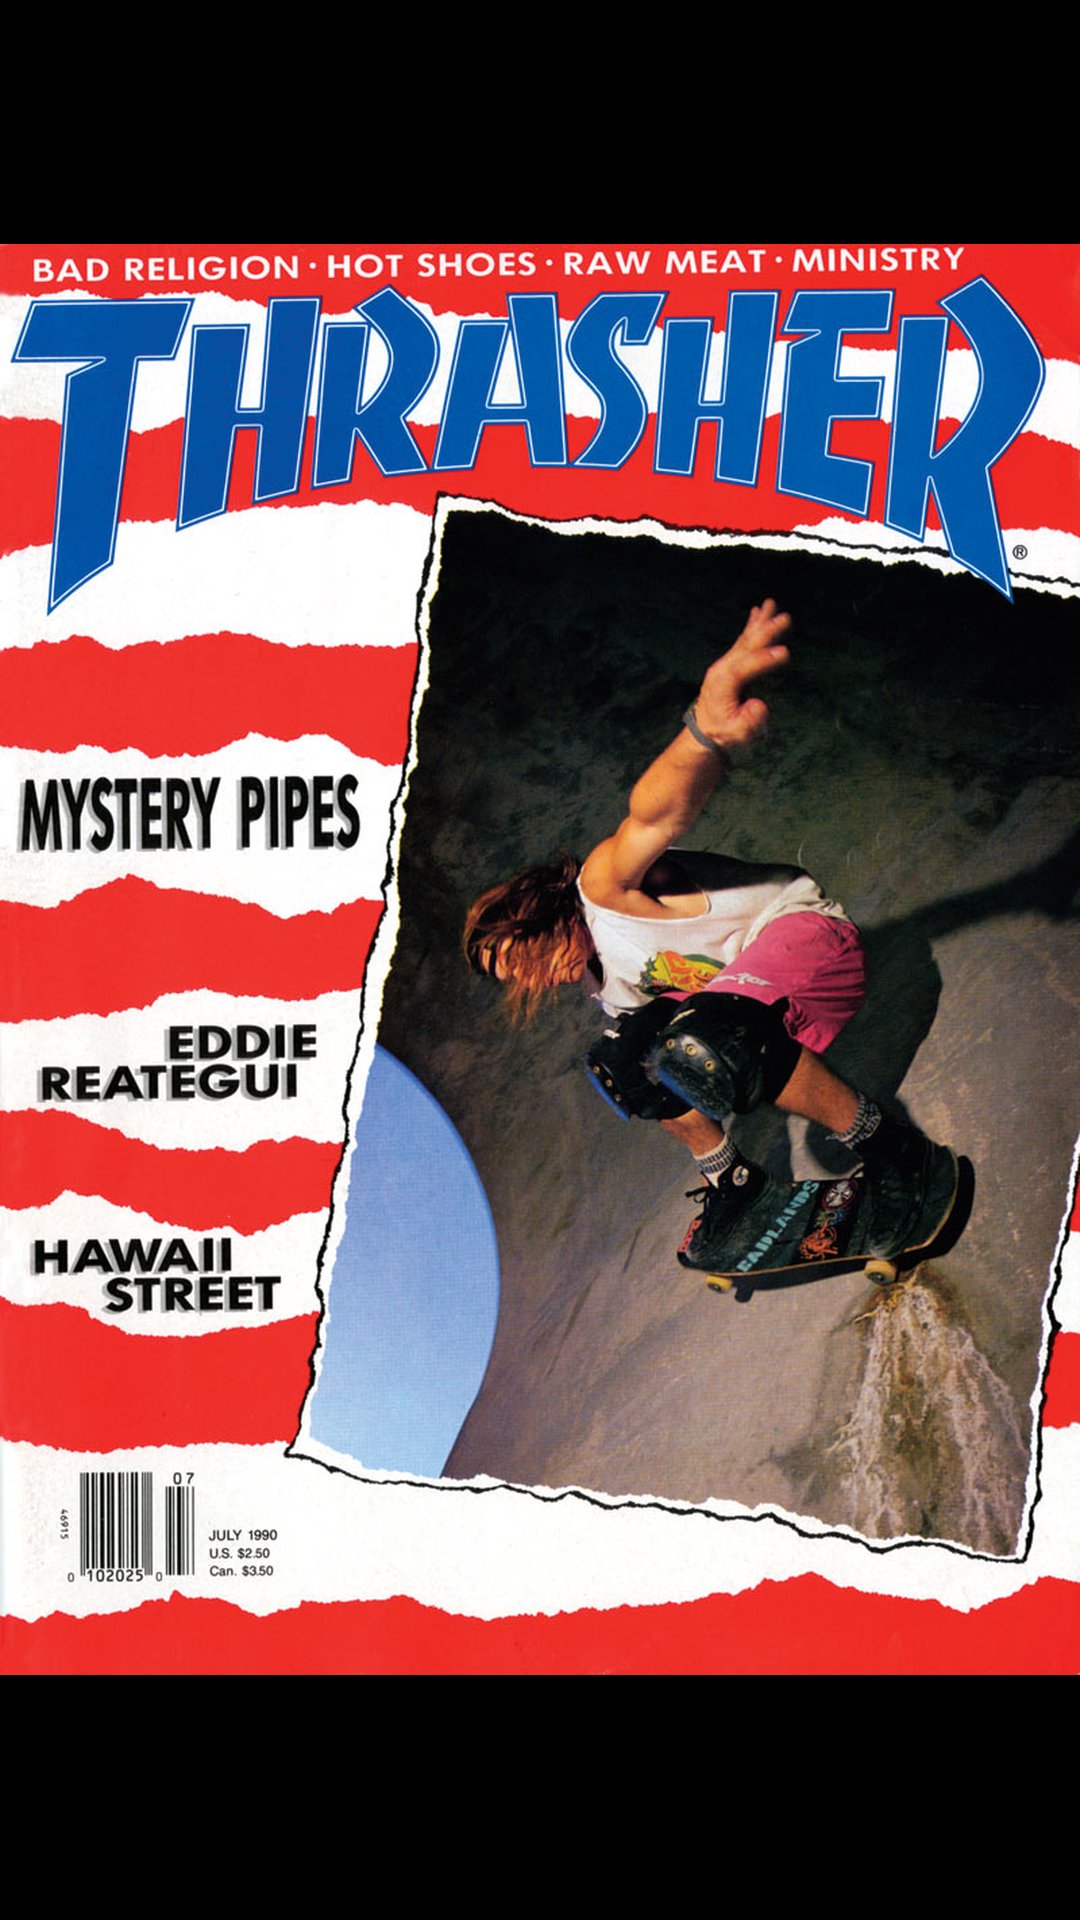 BAD RELIGION · HOT SHOES · RAW MEAT · MINISTRY
THRASHER
®
MYSTERY PIPES
EDDIE
REATEGUI
HAWAII
STREET
BADLANDS
07
46915
JULY 1990
U.S. $2.50
Can. $3.50
0 102025 0